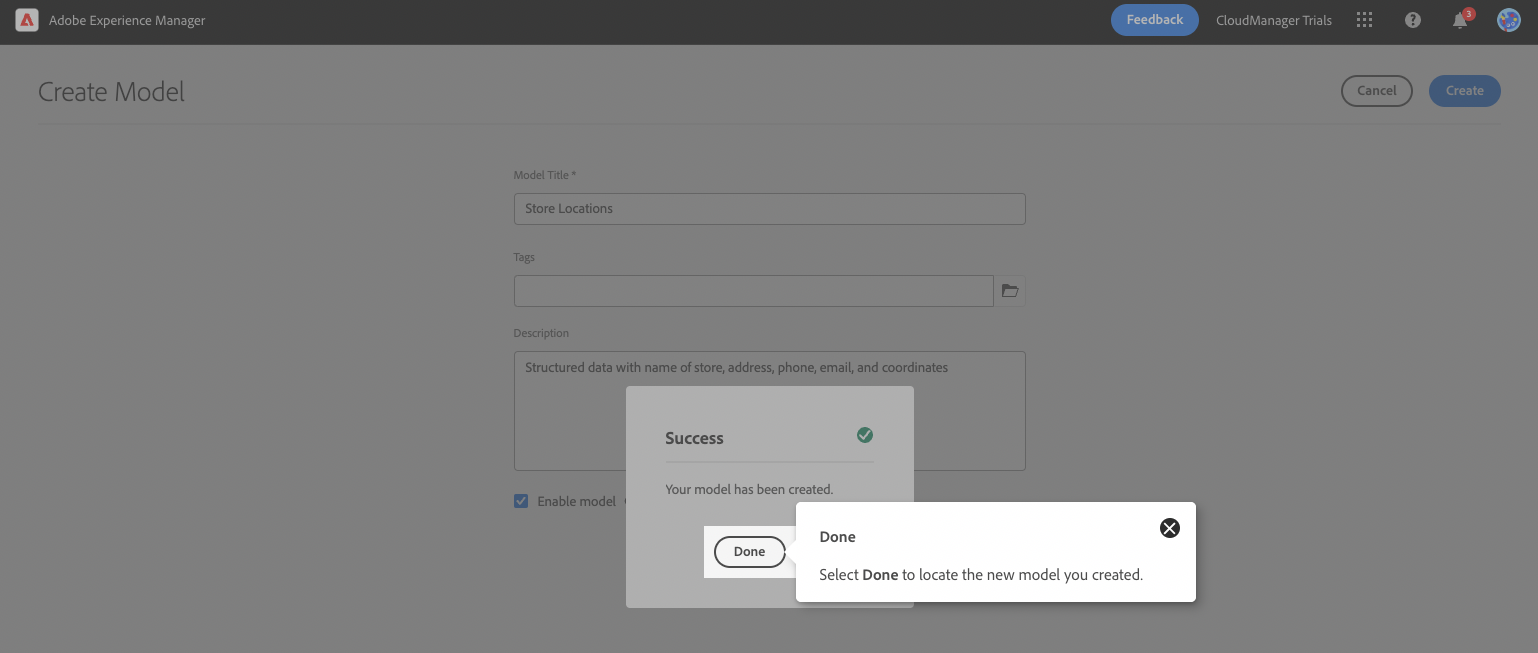 Adobe Experience Manager
Feedback
CloudManager Trials
3
Create Model
Cancel
Create
Model Title *
Store Locations
Tags
Description
Structured data with name of store, address, phone, email, and coordinates
Success
Your model has been created.
Enable model
Done
Done
Select Done to locate the new model you created.